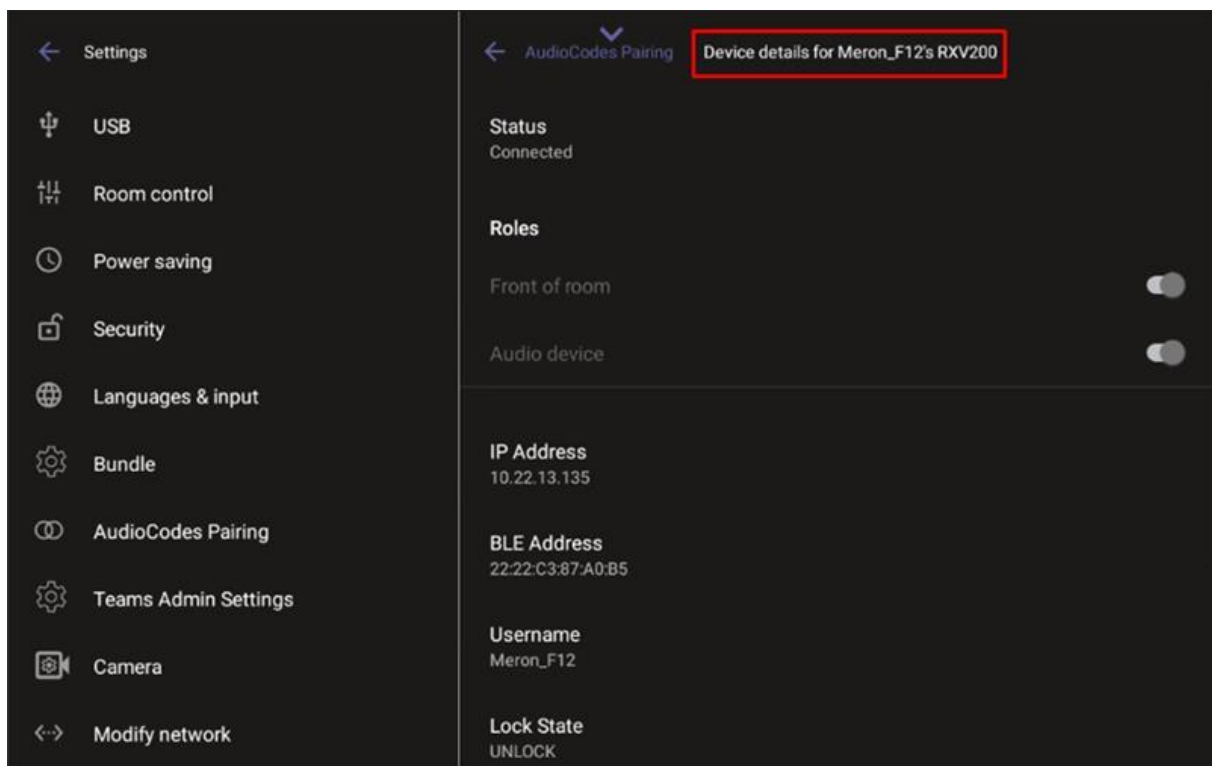 Settings
USB
Room control
Power saving
Security
Languages & input
Bundle
AudioCodes Pairing
Teams Admin Settings
Camera
Modify network
AudioCodes Pairing Device details for Meron_F12's RXV200
Status
Connected
Roles
Front of room
Audio device
IP Address
10.22.13.135
BLE Address
22:22:C3:87:A0:B5
Username
Meron_F12
Lock State
UNLOCK